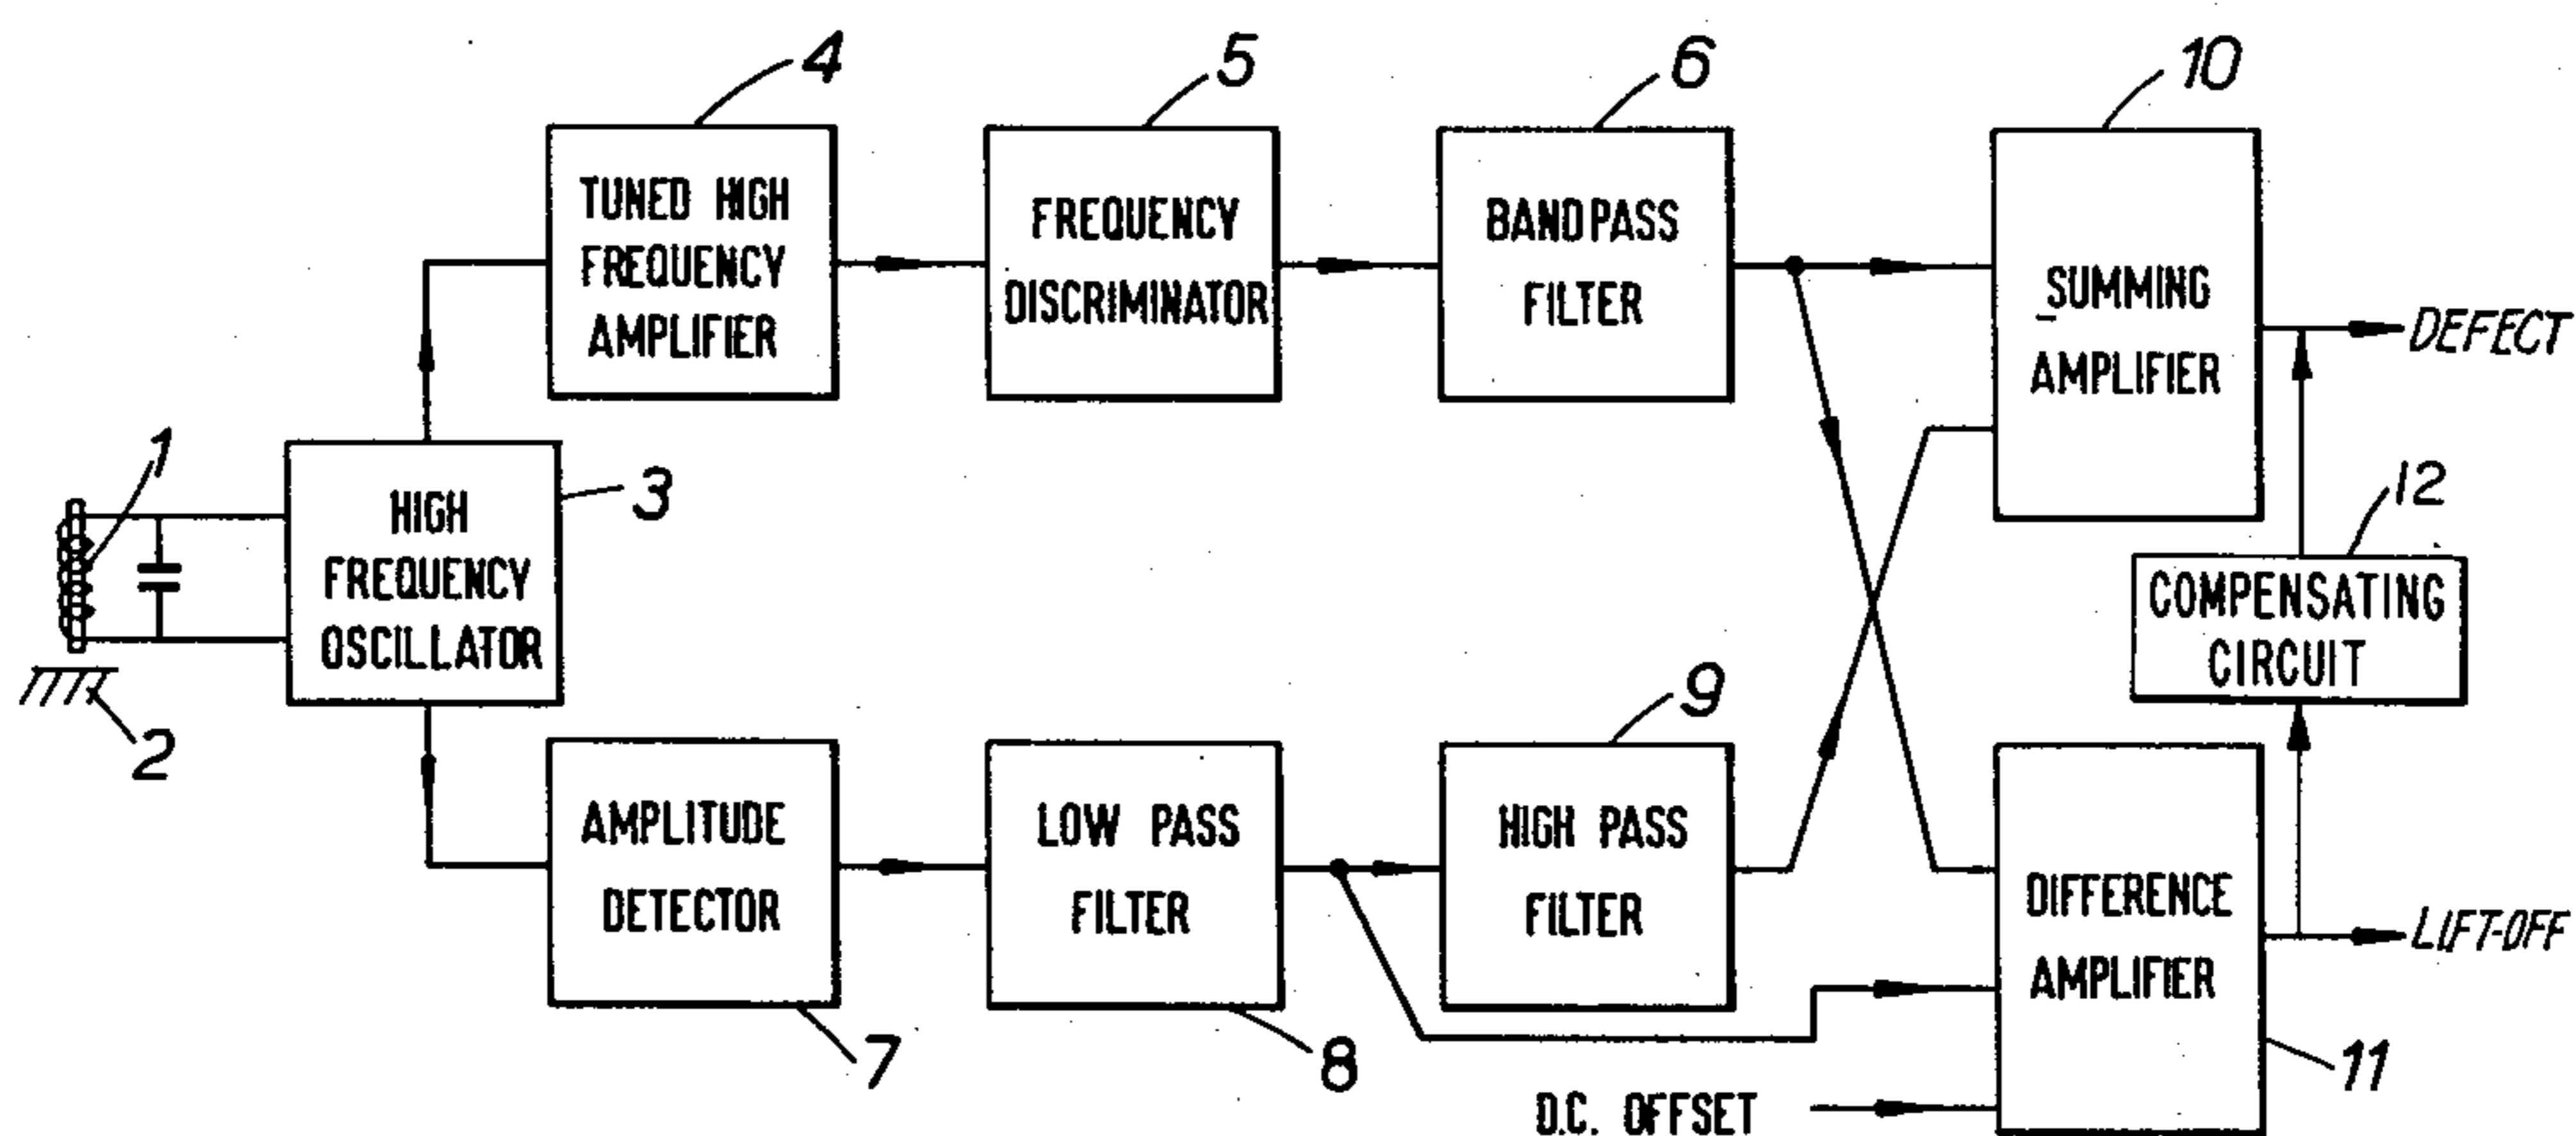 4
5
6
10
TUNED HIGH
FREQUENCY
AMPLIFIER
FREQUENCY
DISCRIMINATOR
BANDPASS
FILTER
SUMMING
AMPLIFIER
DEFECT
1
HIGH
FREQUENCY
OSCILLATOR
3
12
COMPENSATING
CIRCUIT
2
9
AMPLITUDE
DETECTOR
LOW PASS
FILTER
HIGH PASS
FILTER
DIFFERENCE
AMPLIFIER
LIFT-OFF
7
8
11
D.C. OFFSET